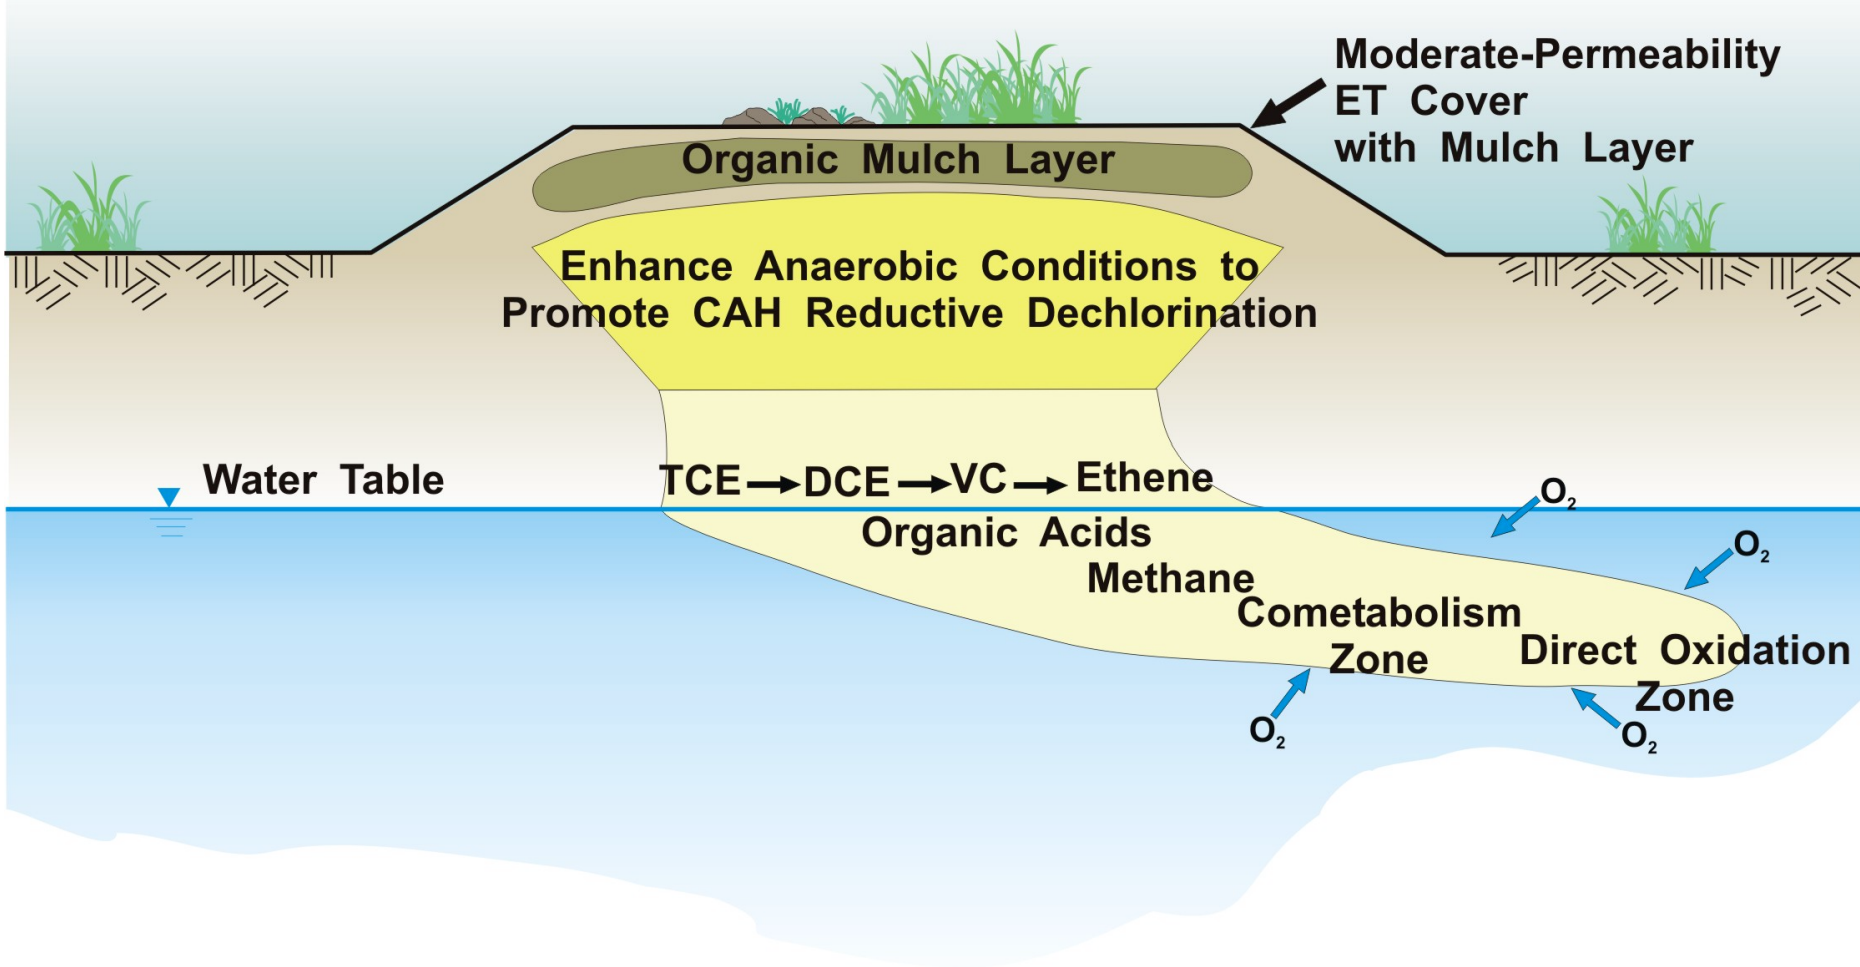 Moderate-Permeability
ET Cover
with Mulch Layer
Organic Mulch Layer
Enhance Anaerobic Conditions to
Promote CAH Reductive Dechlorination
Water Table
TCE → DCE → VC → Ethene
Organic Acids
Methane
Cometabolism
Zone
Direct Oxidation
Zone
O₂
O₂
O₂
O₂